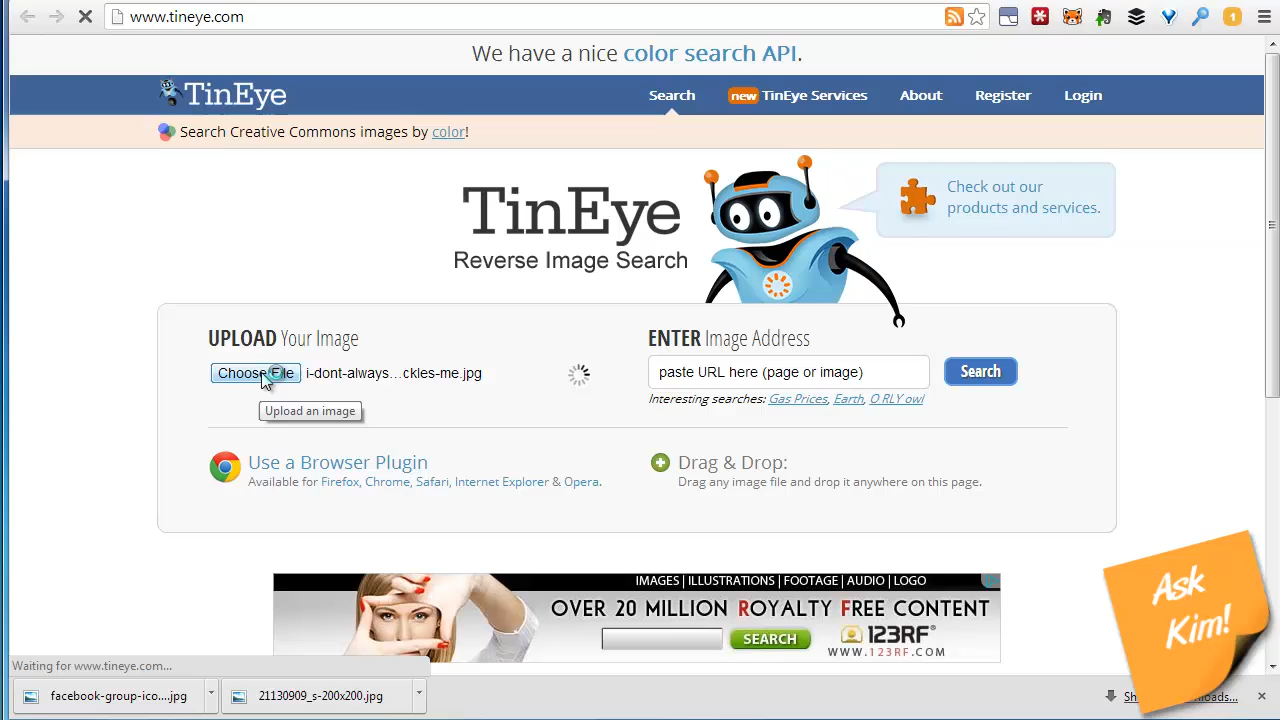 www.tineye.com
We have a nice color search API.
TinEye
Search
new TinEye Services
About
Register
Login
Search Creative Commons images by color!
TinEye
Reverse Image Search
Check out our
products and services.
UPLOAD Your Image
Choose File i-dont-always...ckles-me.jpg
Upload an image
ENTER Image Address
paste URL here (page or image)
Search
Interesting searches: Gas Prices, Earth, O RLY owl
Use a Browser Plugin
Available for Firefox, Chrome, Safari, Internet Explorer & Opera.
Drag & Drop:
Drag any image file and drop it anywhere on this page.
IMAGES | ILLUSTRATIONS | FOOTAGE | AUDIO | LOGO
OVER 20 MILLION ROYALTY FREE CONTENT
SEARCH
123RF®
WWW.123RF.COM
Ask
Kim!
Waiting for www.tineye.com...
facebook-group-ico....jpg
21130909_s-200x200.jpg